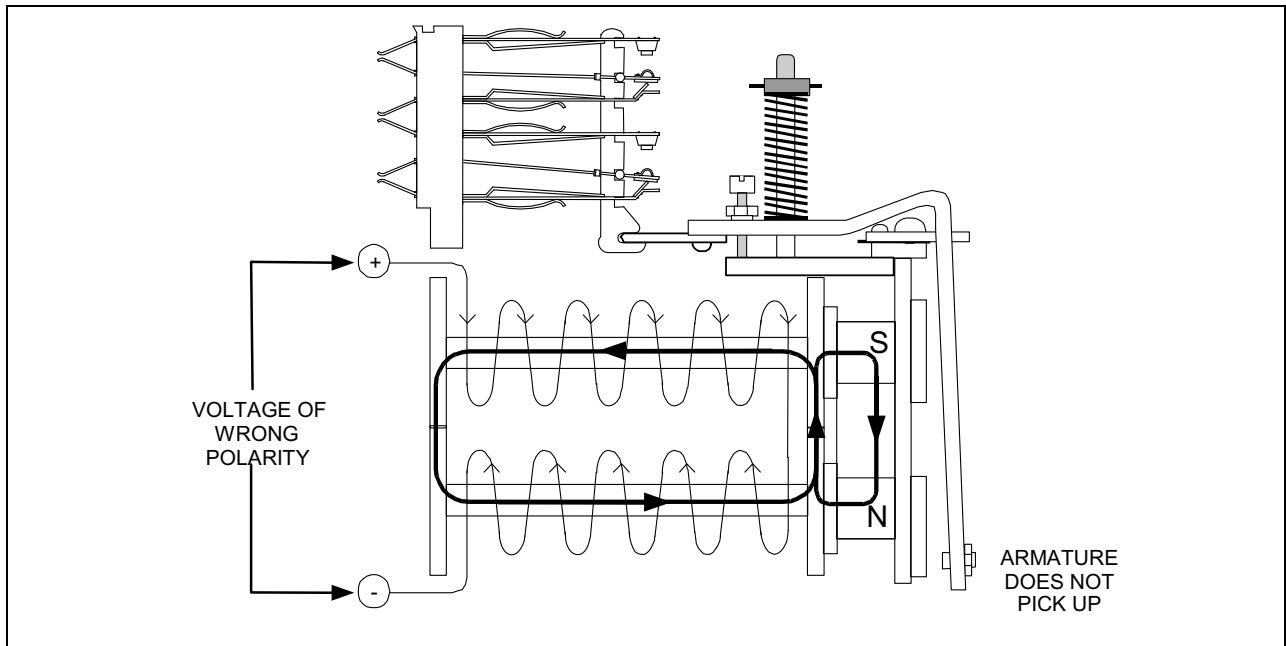 +
VOLTAGE OF
WRONG
POLARITY
-
S
N
ARMATURE
DOES NOT
PICK UP